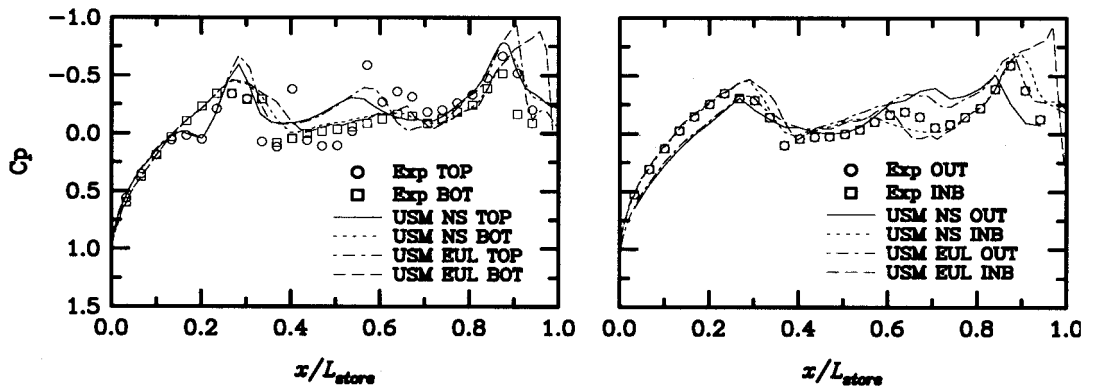 -1.0
-0.5
0.0
0.5
1.0
1.5
Cp
Exp TOP
Exp BOT
USM NS TOP
USM NS BOT
USM EUL TOP
USM EUL BOT
0.0 0.2 0.4 0.6 0.8 1.0
x/Lstore
Exp OUT
Exp INB
USM NS OUT
USM NS INB
USM EUL OUT
USM EUL INB
0.0 0.2 0.4 0.6 0.8 1.0
x/Lstore